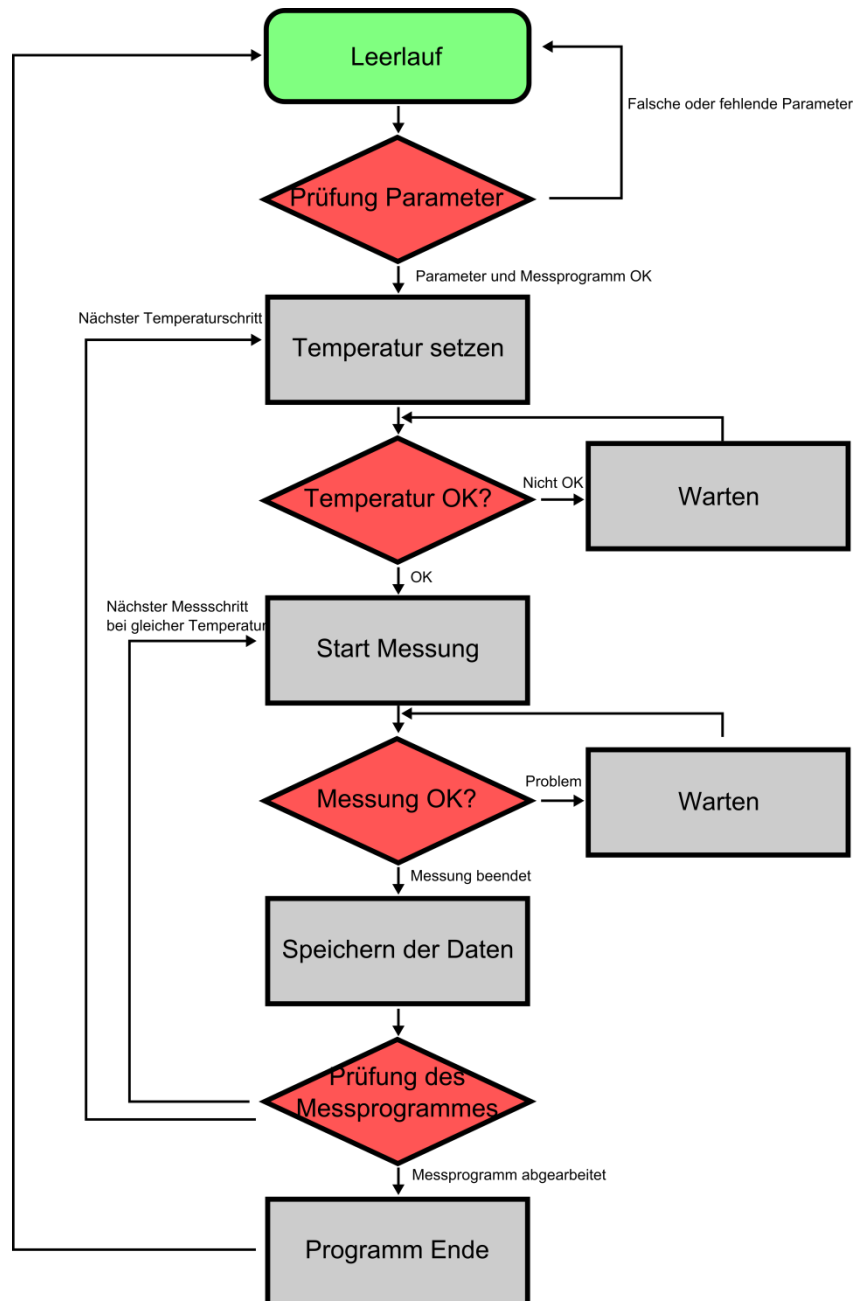 Leerlauf
Falsche oder fehlende Parameter
Prüfung Parameter
Parameter und Messprogramm OK
Nächster Temperaturschritt
Temperatur setzen
Temperatur OK?
Nicht OK
Warten
OK
Nächster Messschritt
bei gleicher Temperatur
Start Messung
Messung OK?
Problem
Warten
Messung beendet
Speichern der Daten
Prüfung des
Messprogrammes
Messprogramm abgearbeitet
Programm Ende